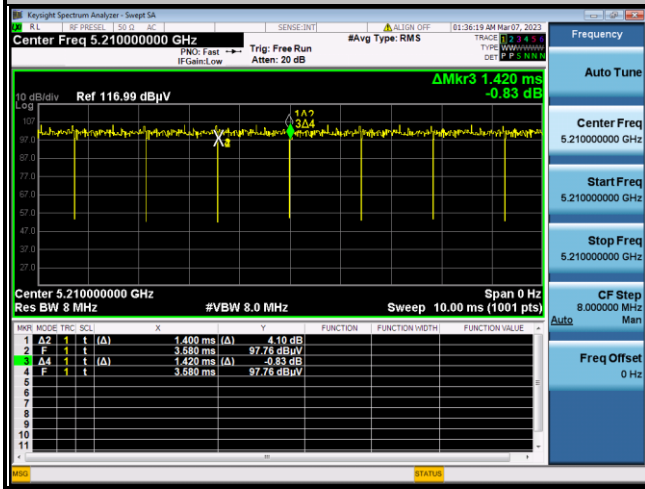 Keysight Spectrum Analyzer - Swept SA
RL RF PRESEL 50 Ω AC SENSE:INT ALIGN OFF 01:36:19 AM Mar 07, 2023
Center Freq 5.210000000 GHz
PNO: Fast
IFGain:Low
Trig: Free Run
Atten: 20 dB
#Avg Type: RMS
TRACE 1 2 3 4 5 6
TYPE WWWWWW
DET P P S N N N
ΔMkr3 1.420 ms
-0.83 dB
10 dB/div Ref 116.99 dBµV
Log
107
97.0
87.0
77.0
67.0
57.0
47.0
37.0
27.0
1Δ2
3Δ4
Center 5.210000000 GHz Span 0 Hz
Res BW 8 MHz #VBW 8.0 MHz Sweep 10.00 ms (1001 pts)
MKR MODE TRC SCL X Y FUNCTION FUNCTION WIDTH FUNCTION VALUE
1 Δ2 1 t (Δ) 1.400 ms (Δ) 4.10 dB
2 F 1 t 3.580 ms 97.76 dBµV
3 Δ4 1 t (Δ) 1.420 ms (Δ) -0.83 dB
4 F 1 t 3.580 ms 97.76 dBµV
5
6
7
8
9
10
11
MSG STATUS
Frequency
Auto Tune
Center Freq
5.210000000 GHz
Start Freq
5.210000000 GHz
Stop Freq
5.210000000 GHz
CF Step
8.000000 MHz
Auto Man
Freq Offset
0 Hz